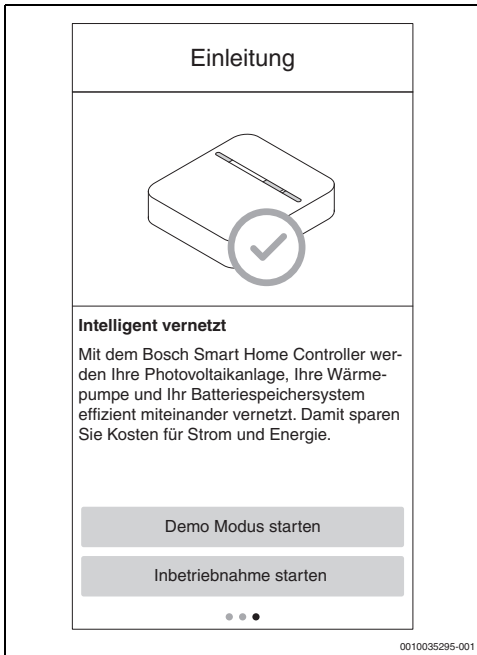 Einleitung
Intelligent vernetzt
Mit dem Bosch Smart Home Controller wer-
den Ihre Photovoltaikanlage, Ihre Wärme-
pumpe und Ihr Batteriespeichersystem
effizient miteinander vernetzt. Damit sparen
Sie Kosten für Strom und Energie.
Demo Modus starten
Inbetriebnahme starten
0010035295-001